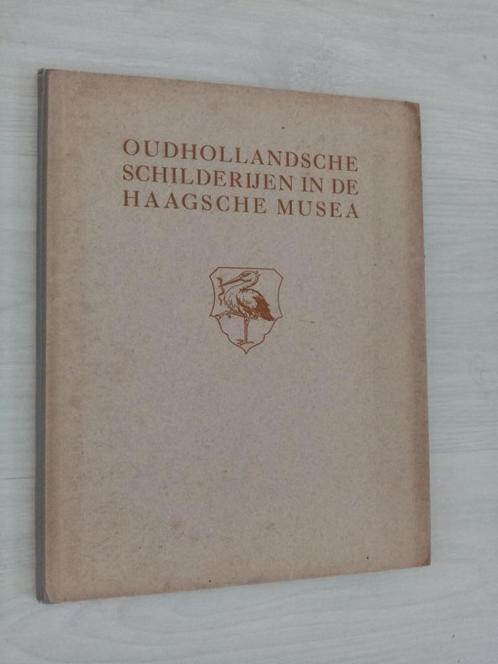 OUDHOLLANDSCHE
SCHILDERIJEN IN DE
HAAGSCHE MUSEA